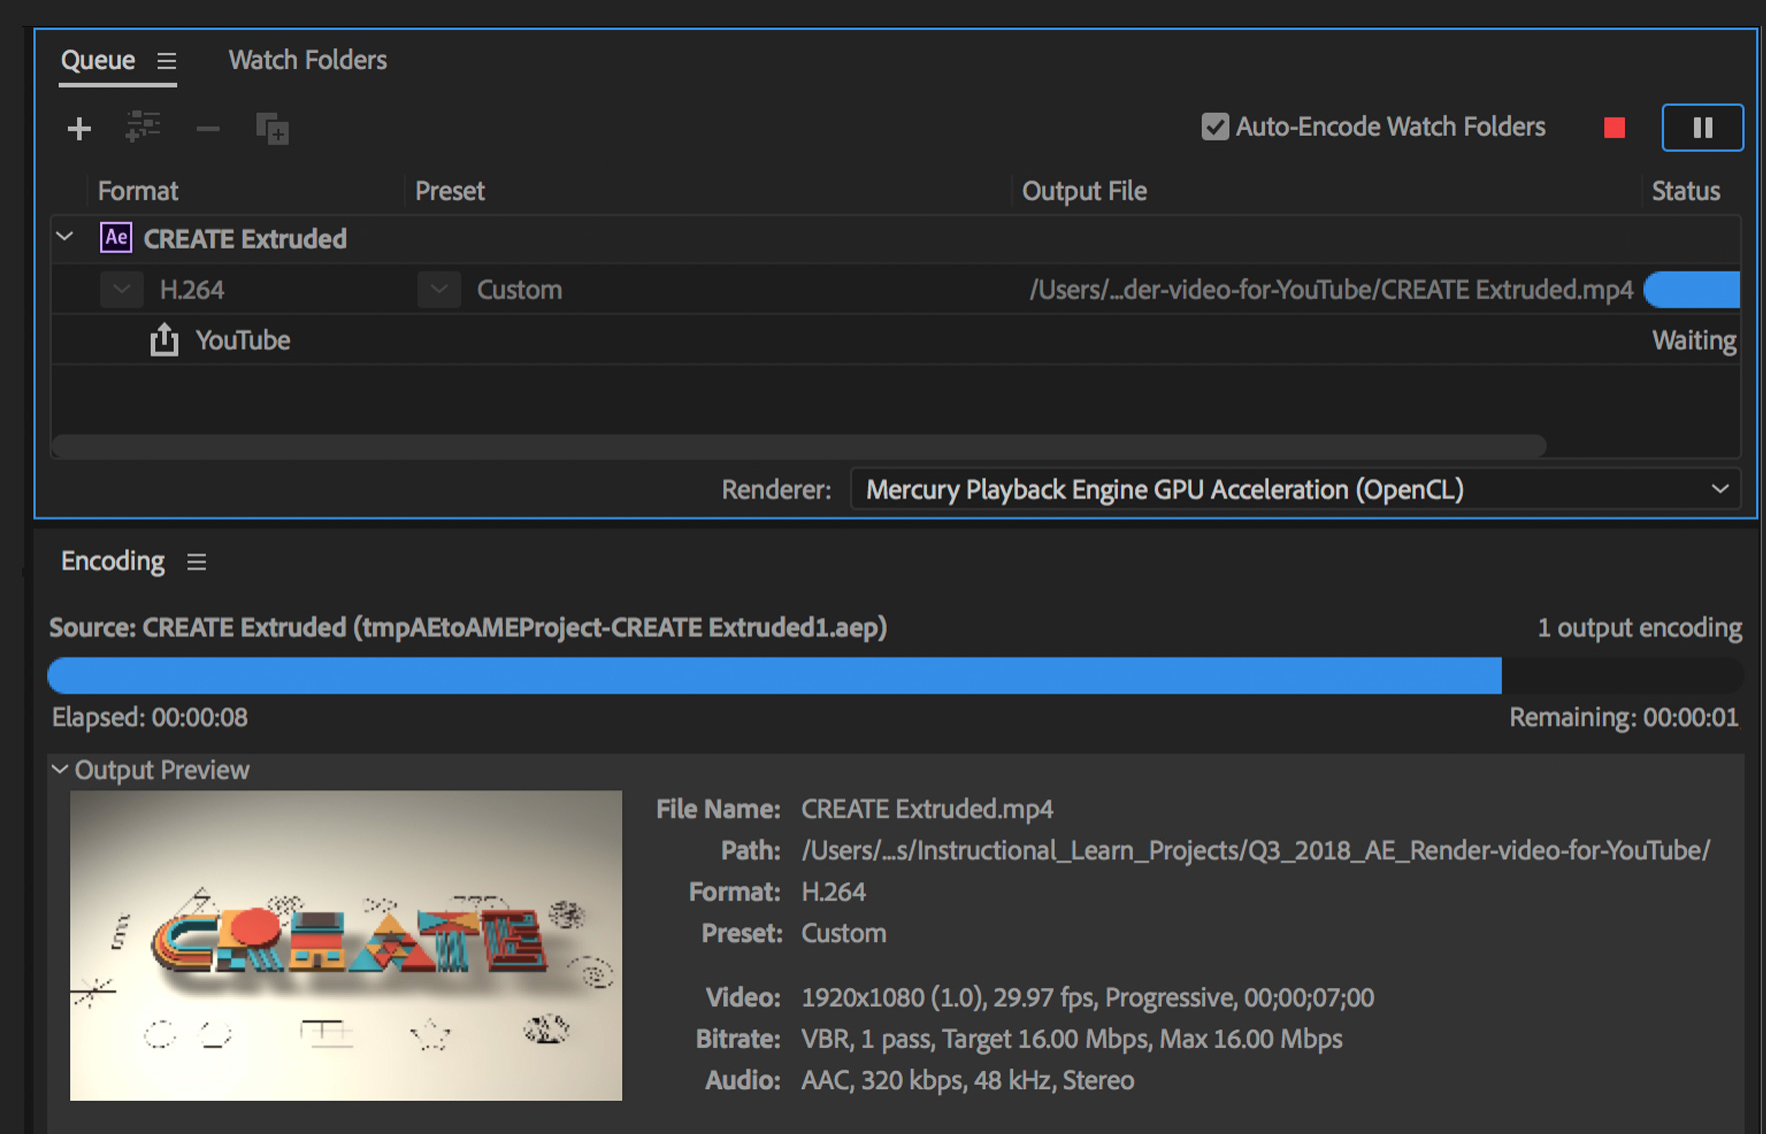 Queue Watch Folders
Auto-Encode Watch Folders
Format Preset Output File Status
Ae CREATE Extruded
H.264 Custom /Users/...der-video-for-YouTube/CREATE Extruded.mp4
YouTube Waiting
Renderer: Mercury Playback Engine GPU Acceleration (OpenCL)
Encoding
Source: CREATE Extruded (tmpAEtoAMEProject-CREATE Extruded1.aep) 1 output encoding
Elapsed: 00:00:08 Remaining: 00:00:01
Output Preview
CREATE
File Name: CREATE Extruded.mp4
Path: /Users/...s/Instructional_Learn_Projects/Q3_2018_AE_Render-video-for-YouTube/
Format: H.264
Preset: Custom
Video: 1920x1080 (1.0), 29.97 fps, Progressive, 00;00;07;00
Bitrate: VBR, 1 pass, Target 16.00 Mbps, Max 16.00 Mbps
Audio: AAC, 320 kbps, 48 kHz, Stereo